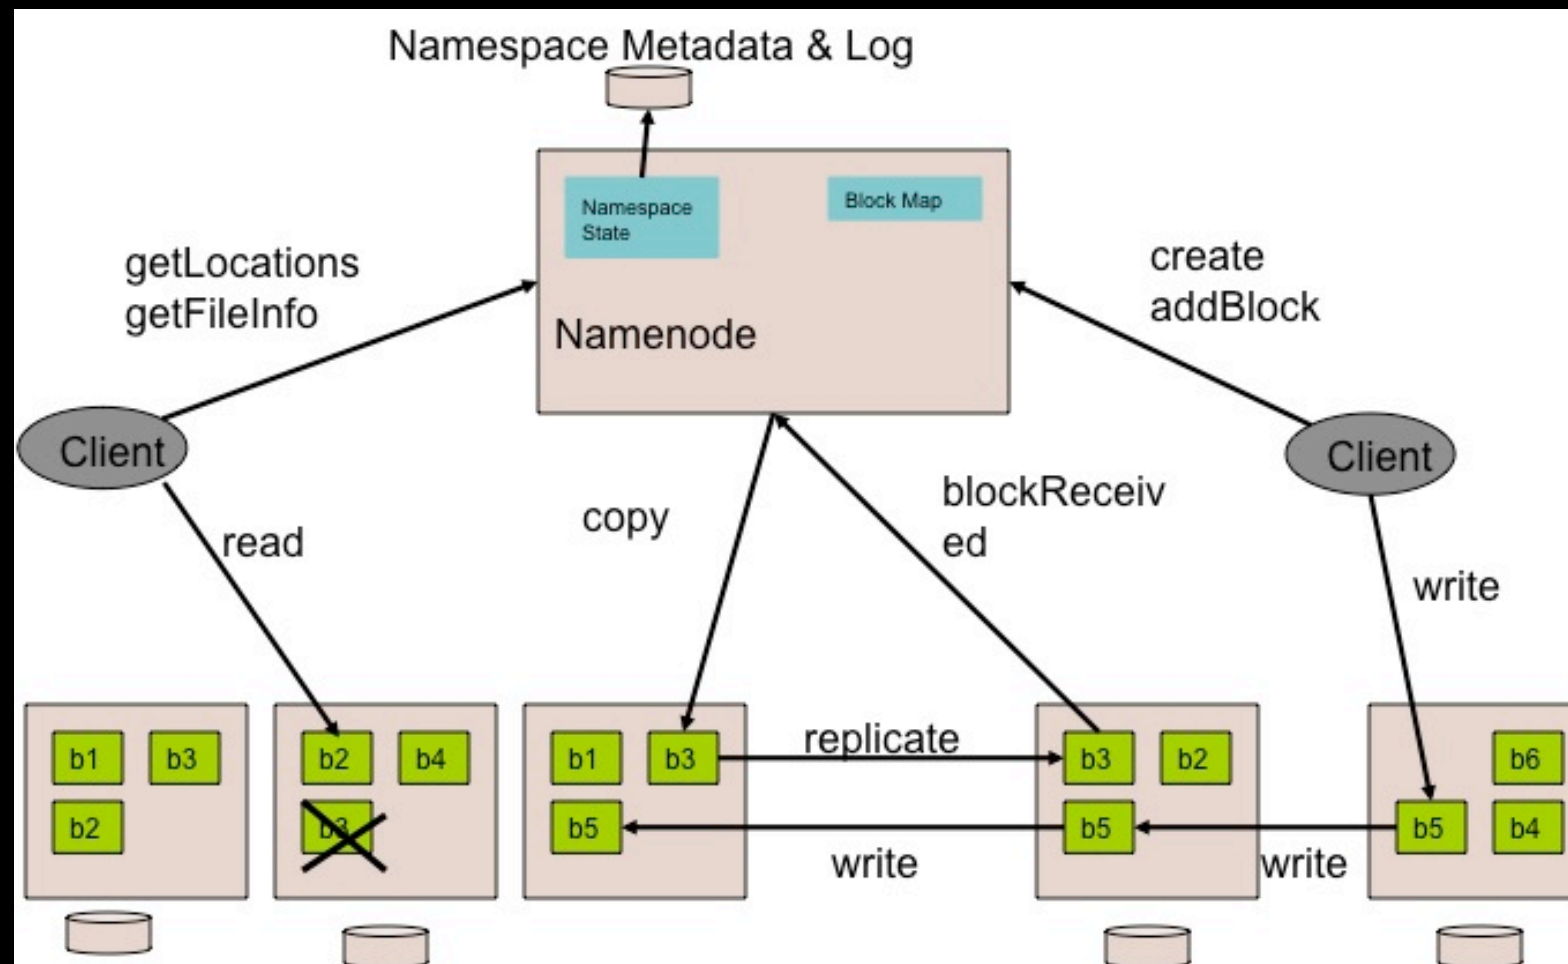 Namespace Metadata & Log
Namespace
State
Block Map
getLocations
getFileInfo
create
addBlock
Namenode
Client
Client
copy
blockReceiv
ed
read
write
b1 b3
b2
b2 b4
b3
b1 b3
b5
replicate
b3 b2
b5
b6
b5 b4
write
write